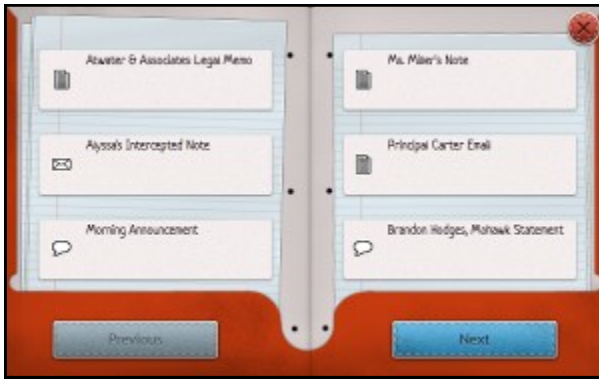 Atwater & Associates Legal Memo
Alyssa's Intercepted Note
Morning Announcement
Previous
Ms. Milser's Note
Principal Carter Email
Brandon Hodges, Mohawk Statement
Next